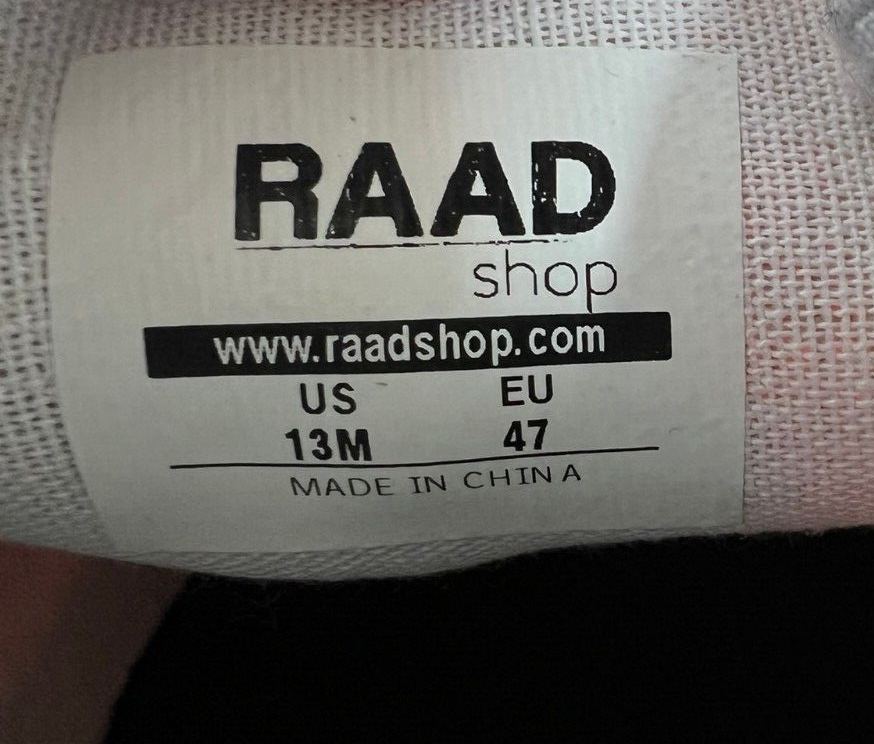 RAAD
shop
www.raadshop.com
US EU
13M 47
MADE IN CHINA